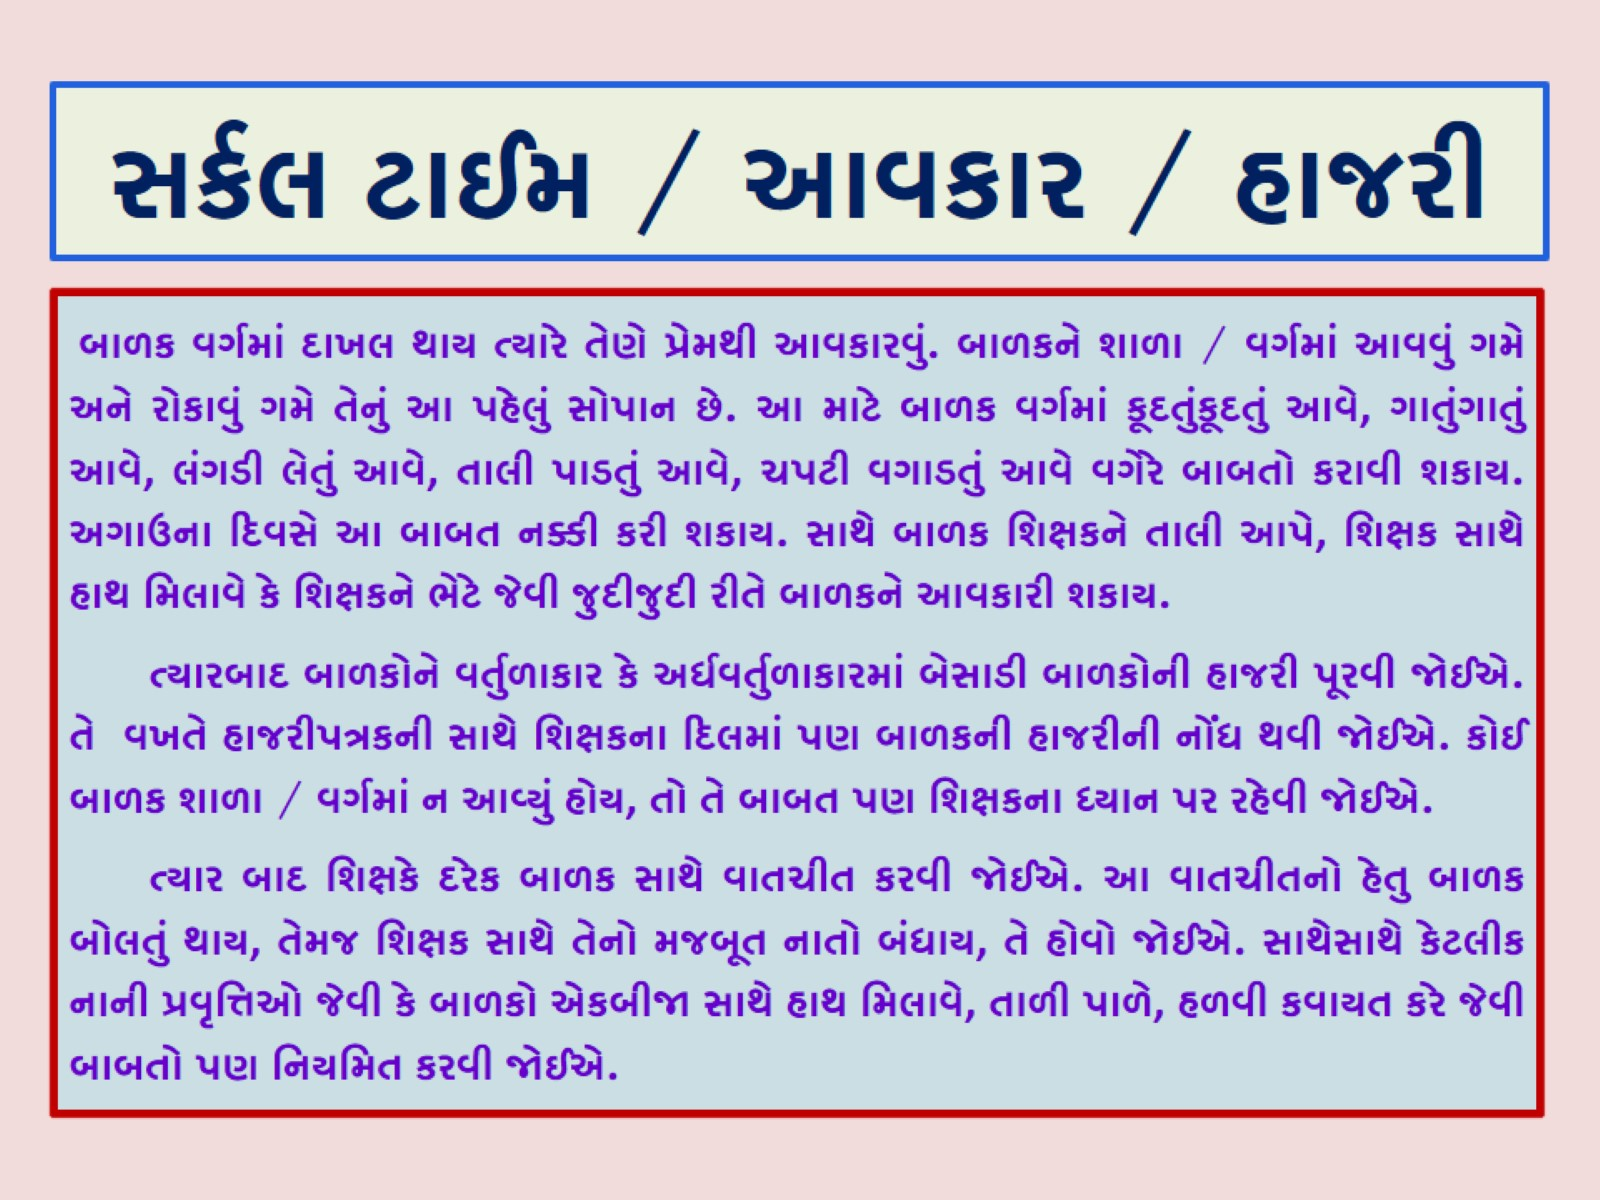 સર્કલ ટાઈમ / આવકાર / હાજરી
બાળક વર્ગમાં દાખલ થાય ત્યારે તેણે પ્રેમથી આવકારવું. બાળકને શાળા / વર્ગમાં આવવું ગમે
અને રોકાવું ગમે તેનું આ પહેલું સોપાન છે. આ માટે બાળક વર્ગમાં કૂદતુંકૂદતું આવે, ગાતુંગાતું
આવે, લંગડી લેતું આવે, તાલી પાડતું આવે, ચપટી વગાડતું આવે વગેરે બાબતો કરાવી શકાય.
અગાઉના દિવસે આ બાબત નક્કી કરી શકાય. સાથે બાળક શિક્ષકને તાલી આપે, શિક્ષક સાથે
હાથ મિલાવે કે શિક્ષકને ભેંટે જેવી જુદીજુદી રીતે બાળકને આવકારી શકાય.
ત્યારબાદ બાળકોને વર્તુળાકાર કે અર્ધવર્તુળાકારમાં બેસાડી બાળકોની હાજરી પૂરવી જોઈએ.
તે વખતે હાજરીપત્રકની સાથે શિક્ષકના દિલમાં પણ બાળકની હાજરીની નોંધ થવી જોઈએ. કોઈ
બાળક શાળા / વર્ગમાં ન આવ્યું હોય, તો તે બાબત પણ શિક્ષકના ધ્યાન પર રહેવી જોઈએ.
ત્યાર બાદ શિક્ષકે દરેક બાળક સાથે વાતચીત કરવી જોઈએ. આ વાતચીતનો હેતુ બાળક
બોલતું થાય, તેમજ શિક્ષક સાથે તેનો મજબૂત નાતો બંધાય, તે હોવો જોઈએ. સાથેસાથે કેટલીક
નાની પ્રવૃત્તિઓ જેવી કે બાળકો એકબીજા સાથે હાથ મિલાવે, તાળી પાળે, હળવી કવાયત કરે જેવી
બાબતો પણ નિયમિત કરવી જોઈએ.